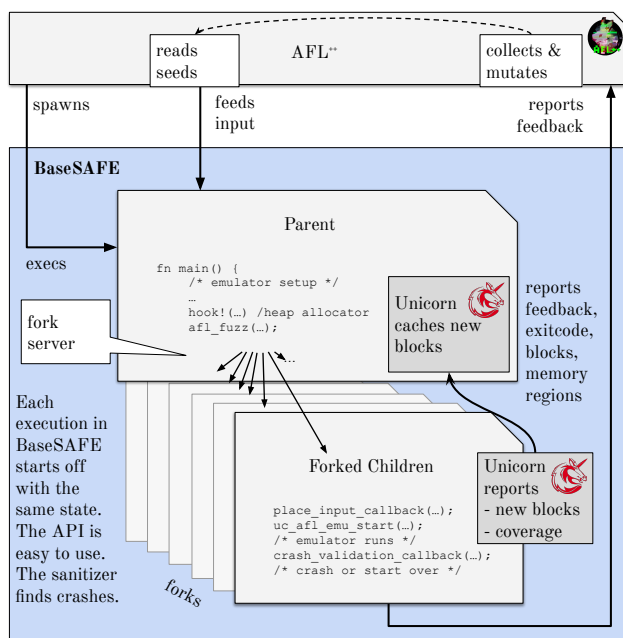 reads
seeds
AFL++
collects &
mutates
AFL++
spawns
feeds
input
reports
feedback
BaseSAFE
Parent
execs
fn main() {
/* emulator setup */
…
hook!(…) /heap allocator
afl_fuzz(…);
Unicorn
caches new
blocks
reports
feedback,
exitcode,
blocks,
memory
regions
fork
server
...
Each
execution in
BaseSAFE
starts off
with the
same state.
The API is
easy to use.
The sanitizer
finds crashes.
forks
Forked Children
place_input_callback(…);
uc_afl_emu_start(…);
/* emulator runs */
crash_validation_callback(…);
/* crash or start over */
Unicorn
reports
- new blocks
- coverage